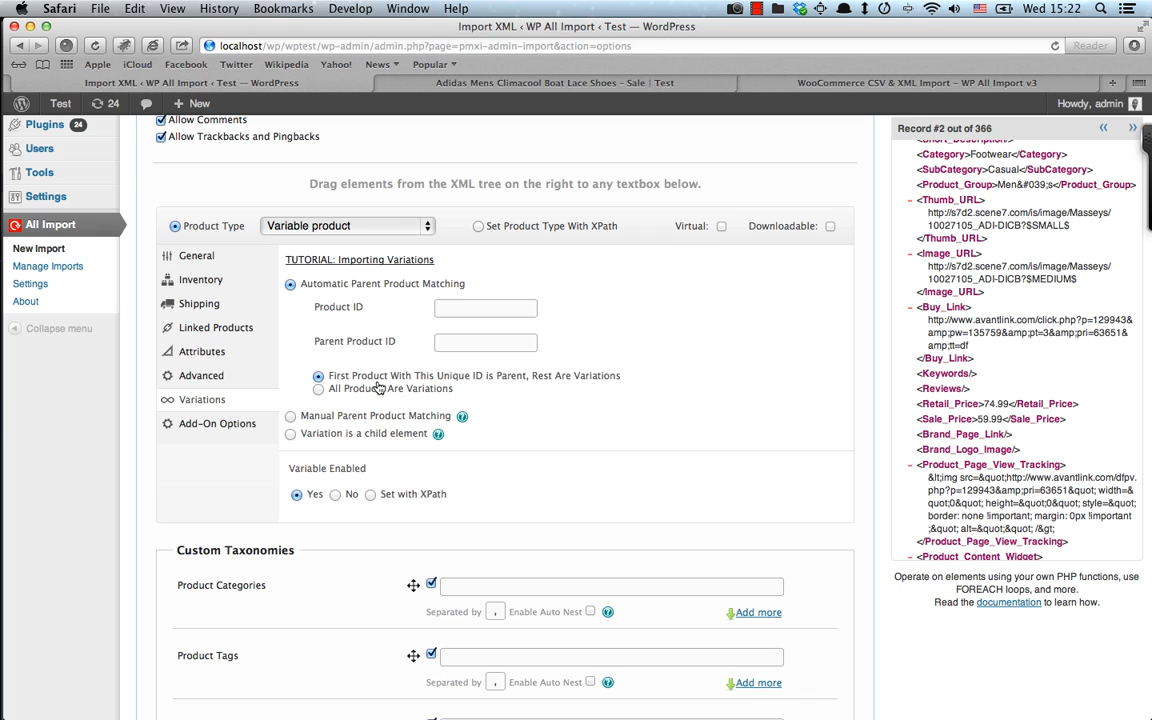 Safari File Edit View History Bookmarks Develop Window Help Wed 15:22
Import XML ‹ WP All Import ‹ Test — WordPress
localhost/wp/wptest/wp-admin/admin.php?page=pmxi-admin-import&action=options Reader
Apple iCloud Facebook Twitter Wikipedia Yahoo! News Popular
Import XML ‹ WP All Import ‹ Test — WordPress Adidas Mens Climacool Boat Lace Shoes – Sale | Test WooCommerce CSV & XML Import – WP All Import v3
Test 24 + New Howdy, admin
Plugins 24
Users
Tools
Settings
All Import
New Import
Manage Imports
Settings
About
Collapse menu
Allow Comments
Allow Trackbacks and Pingbacks
Drag elements from the XML tree on the right to any textbox below.
Product Type Variable product Set Product Type With XPath Virtual: Downloadable:
General
Inventory
Shipping
Linked Products
Attributes
Advanced
Variations
Add-On Options
TUTORIAL: Importing Variations
Automatic Parent Product Matching
Product ID
Parent Product ID
First Product With This Unique ID is Parent, Rest Are Variations
All Products Are Variations
Manual Parent Product Matching ?
Variation is a child element ?
Variable Enabled
Yes No Set with XPath
Custom Taxonomies
Product Categories
Separated by , Enable Auto Nest ? Add more
Product Tags
Separated by , Enable Auto Nest ? Add more
Record #2 out of 366 « »
<Short_Description/>
<Category>Footwear</Category>
<SubCategory>Casual</SubCategory>
<Product_Group>Men&#039;s</Product_Group>
– <Thumb_URL>
http://s7d2.scene7.com/is/image/Masseys/
10027105_ADI-DICB?$SMALL$
</Thumb_URL>
– <Image_URL>
http://s7d2.scene7.com/is/image/Masseys/
10027105_ADI-DICB?$MEDIUM$
</Image_URL>
– <Buy_Link>
http://www.avantlink.com/click.php?p=129943&
amp;pw=135759&amp;pt=3&amp;pri=63651&
amp;tt=df
</Buy_Link>
<Keywords/>
<Reviews/>
<Retail_Price>74.99</Retail_Price>
<Sale_Price>59.99</Sale_Price>
<Brand_Page_Link/>
<Brand_Logo_Image/>
– <Product_Page_View_Tracking>
&lt;img src=&quot;http://www.avantlink.com/dfpv.
php?p=129943&amp;pri=63651&quot; width=&
quot;0&quot; height=&quot;0&quot; style=&quot;
border: none !important; margin: 0px !important
;&quot; alt=&quot;&quot; /&gt;
</Product_Page_View_Tracking>
– <Product_Content_Widget>
Operate on elements using your own PHP functions, use
FOREACH loops, and more.
Read the documentation to learn how.